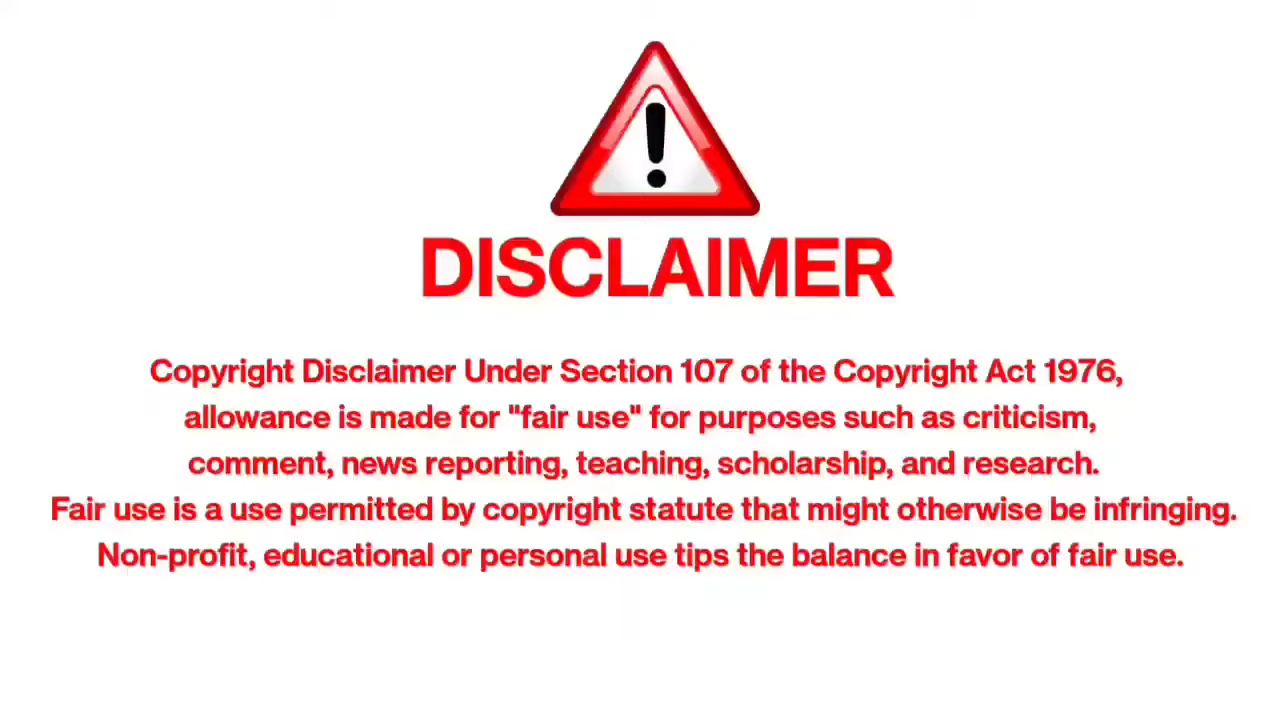 DISCLAIMER
Copyright Disclaimer Under Section 107 of the Copyright Act 1976,
allowance is made for "fair use" for purposes such as criticism,
comment, news reporting, teaching, scholarship, and research.
Fair use is a use permitted by copyright statute that might otherwise be infringing.
Non-profit, educational or personal use tips the balance in favor of fair use.